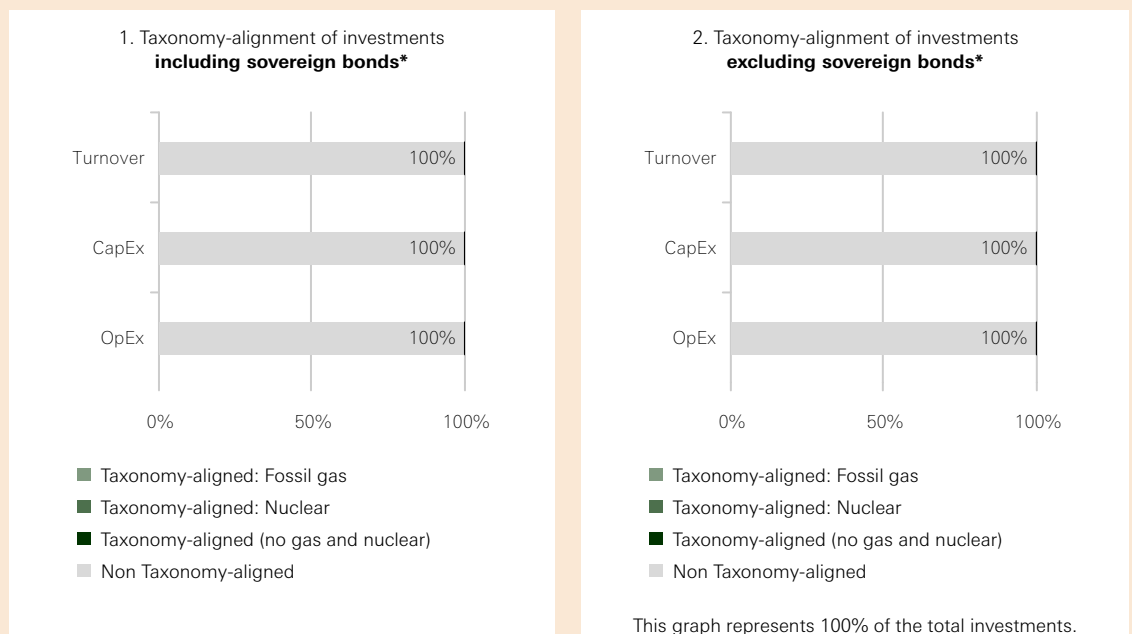 1. Taxonomy-alignment of investments
including sovereign bonds*
Turnover
100%
CapEx
100%
OpEx
100%
0%
50%
100%
Taxonomy-aligned: Fossil gas
Taxonomy-aligned: Nuclear
Taxonomy-aligned (no gas and nuclear)
Non Taxonomy-aligned
2. Taxonomy-alignment of investments
excluding sovereign bonds*
Turnover
100%
CapEx
100%
OpEx
100%
0%
50%
100%
Taxonomy-aligned: Fossil gas
Taxonomy-aligned: Nuclear
Taxonomy-aligned (no gas and nuclear)
Non Taxonomy-aligned
This graph represents 100% of the total investments.